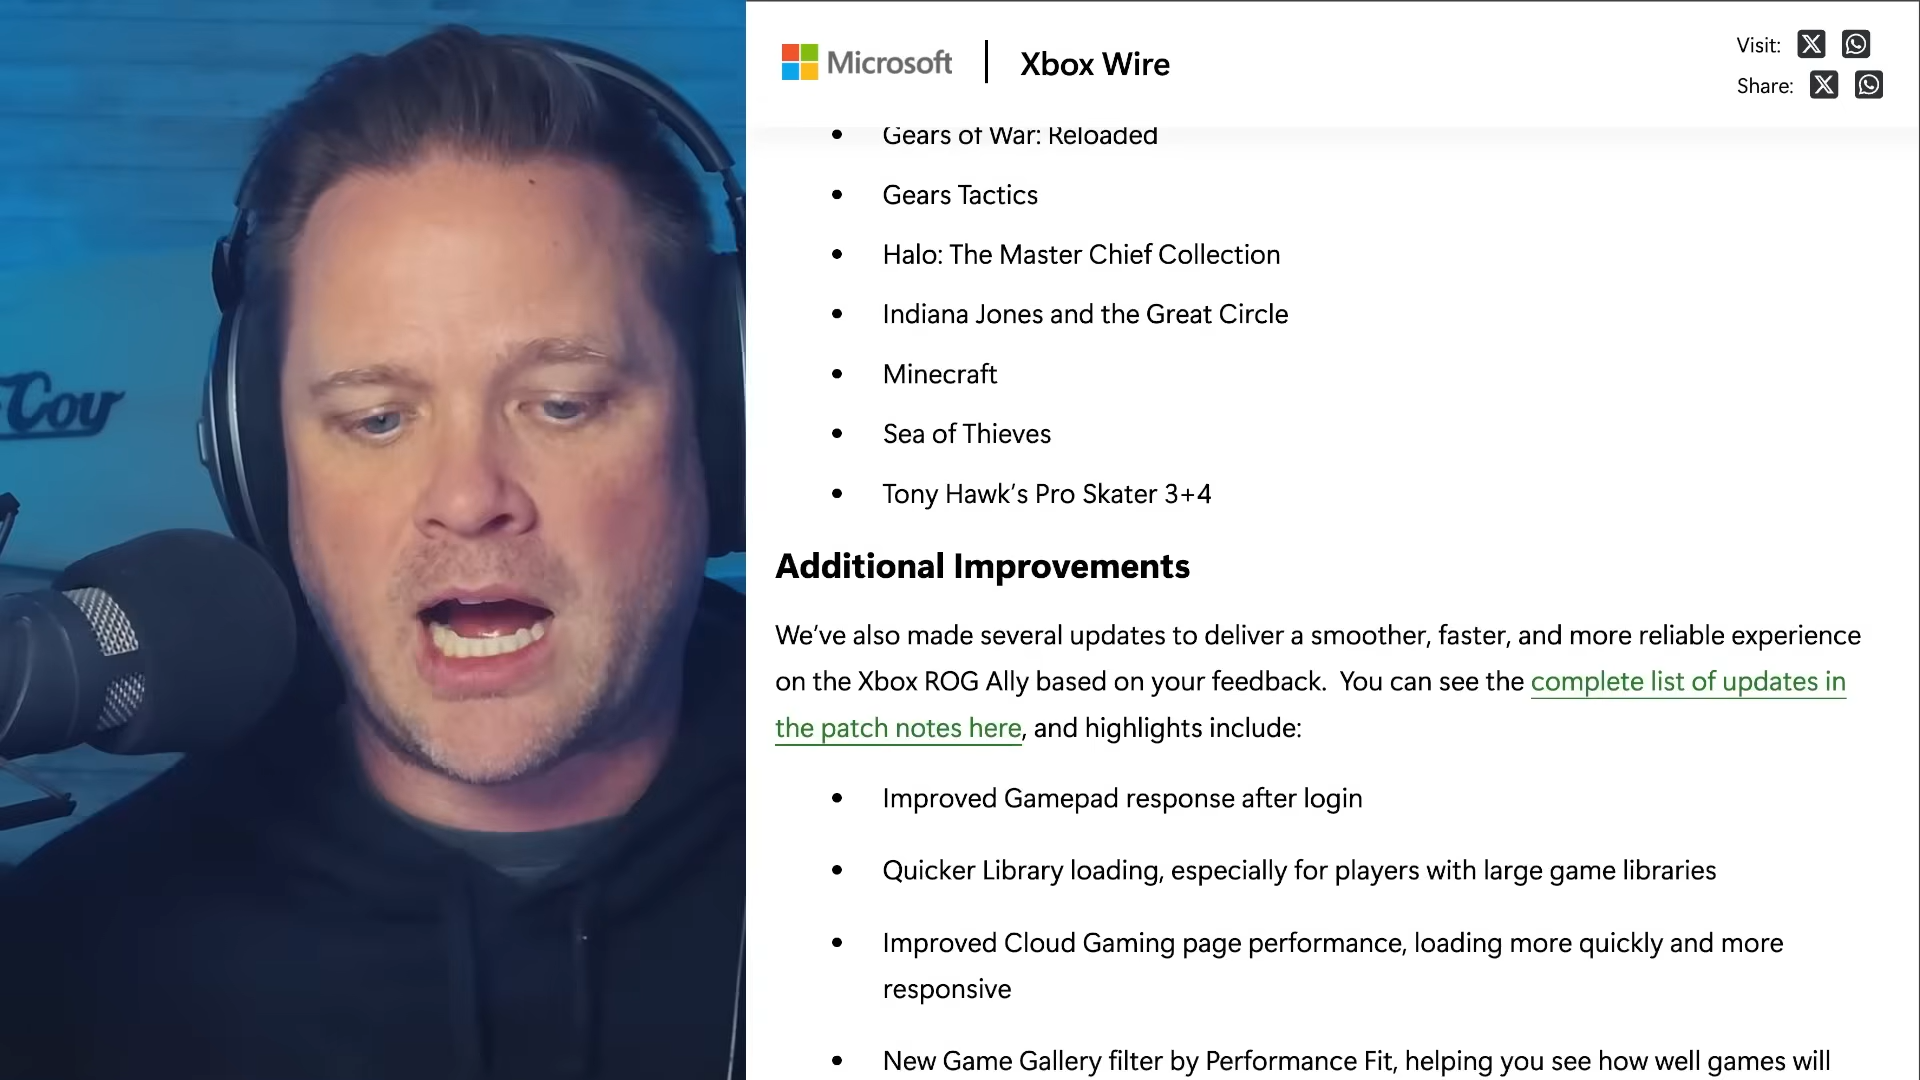 Cov
Microsoft | Xbox Wire
Visit:
Share:
• Gears of War: Reloaded
• Gears Tactics
• Halo: The Master Chief Collection
• Indiana Jones and the Great Circle
• Minecraft
• Sea of Thieves
• Tony Hawk’s Pro Skater 3+4
Additional Improvements
We’ve also made several updates to deliver a smoother, faster, and more reliable experience
on the Xbox ROG Ally based on your feedback.  You can see the complete list of updates in
the patch notes here, and highlights include:
• Improved Gamepad response after login
• Quicker Library loading, especially for players with large game libraries
• Improved Cloud Gaming page performance, loading more quickly and more
responsive
• New Game Gallery filter by Performance Fit, helping you see how well games will